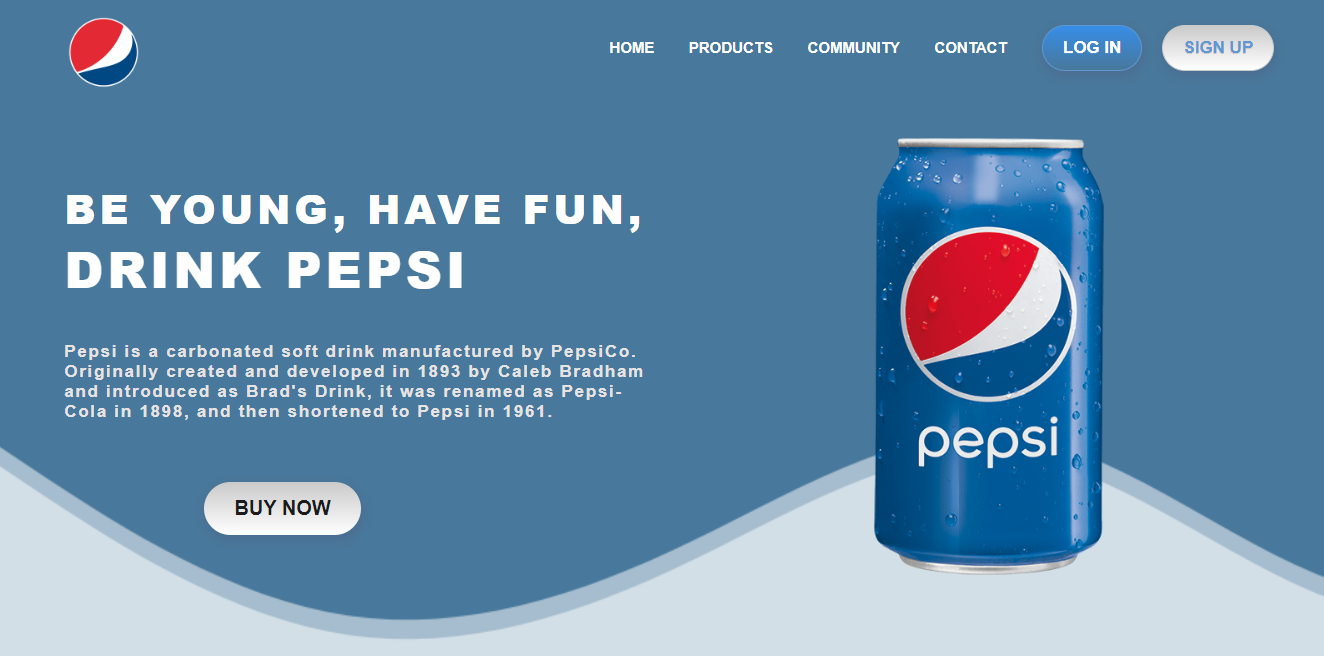 HOME PRODUCTS COMMUNITY CONTACT LOG IN SIGN UP
BE YOUNG, HAVE FUN,
DRINK PEPSI
Pepsi is a carbonated soft drink manufactured by PepsiCo.
Originally created and developed in 1893 by Caleb Bradham
and introduced as Brad's Drink, it was renamed as Pepsi-
Cola in 1898, and then shortened to Pepsi in 1961.
BUY NOW
pepsi